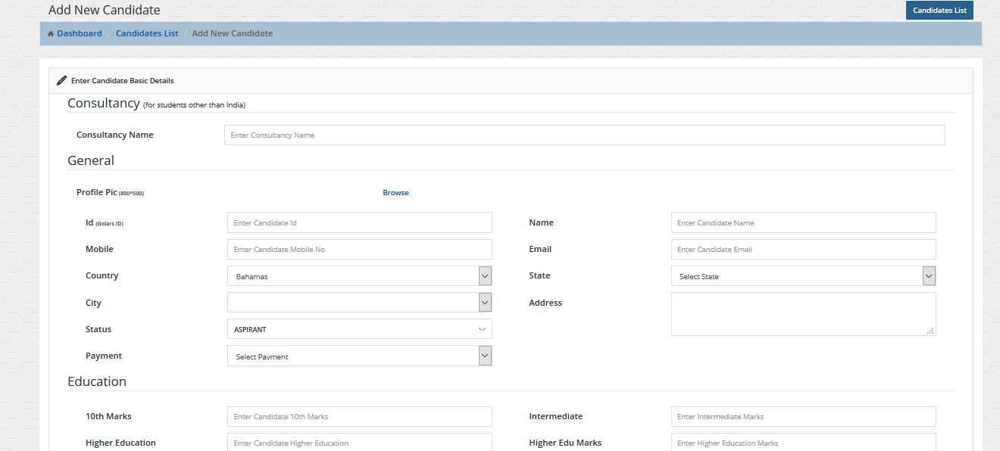 Add New Candidate
Candidates List
Dashboard / Candidates List / Add New Candidate
Enter Candidate Basic Details
Consultancy (for students other than India)
Consultancy Name Enter Consultancy Name
General
Profile Pic (800*500) Browse
Id (Golars ID) Enter Candidate Id Name Enter Candidate Name
Mobile Enter Candidate Mobile No Email Enter Candidate Email
Country Bahamas State Select State
City Address
Status ASPIRANT
Payment Select Payment
Education
10th Marks Enter Candidate 10th Marks Intermediate Enter Intermediate Marks
Higher Education Enter Candidate Higher Education Higher Edu Marks Enter Higher Education Marks